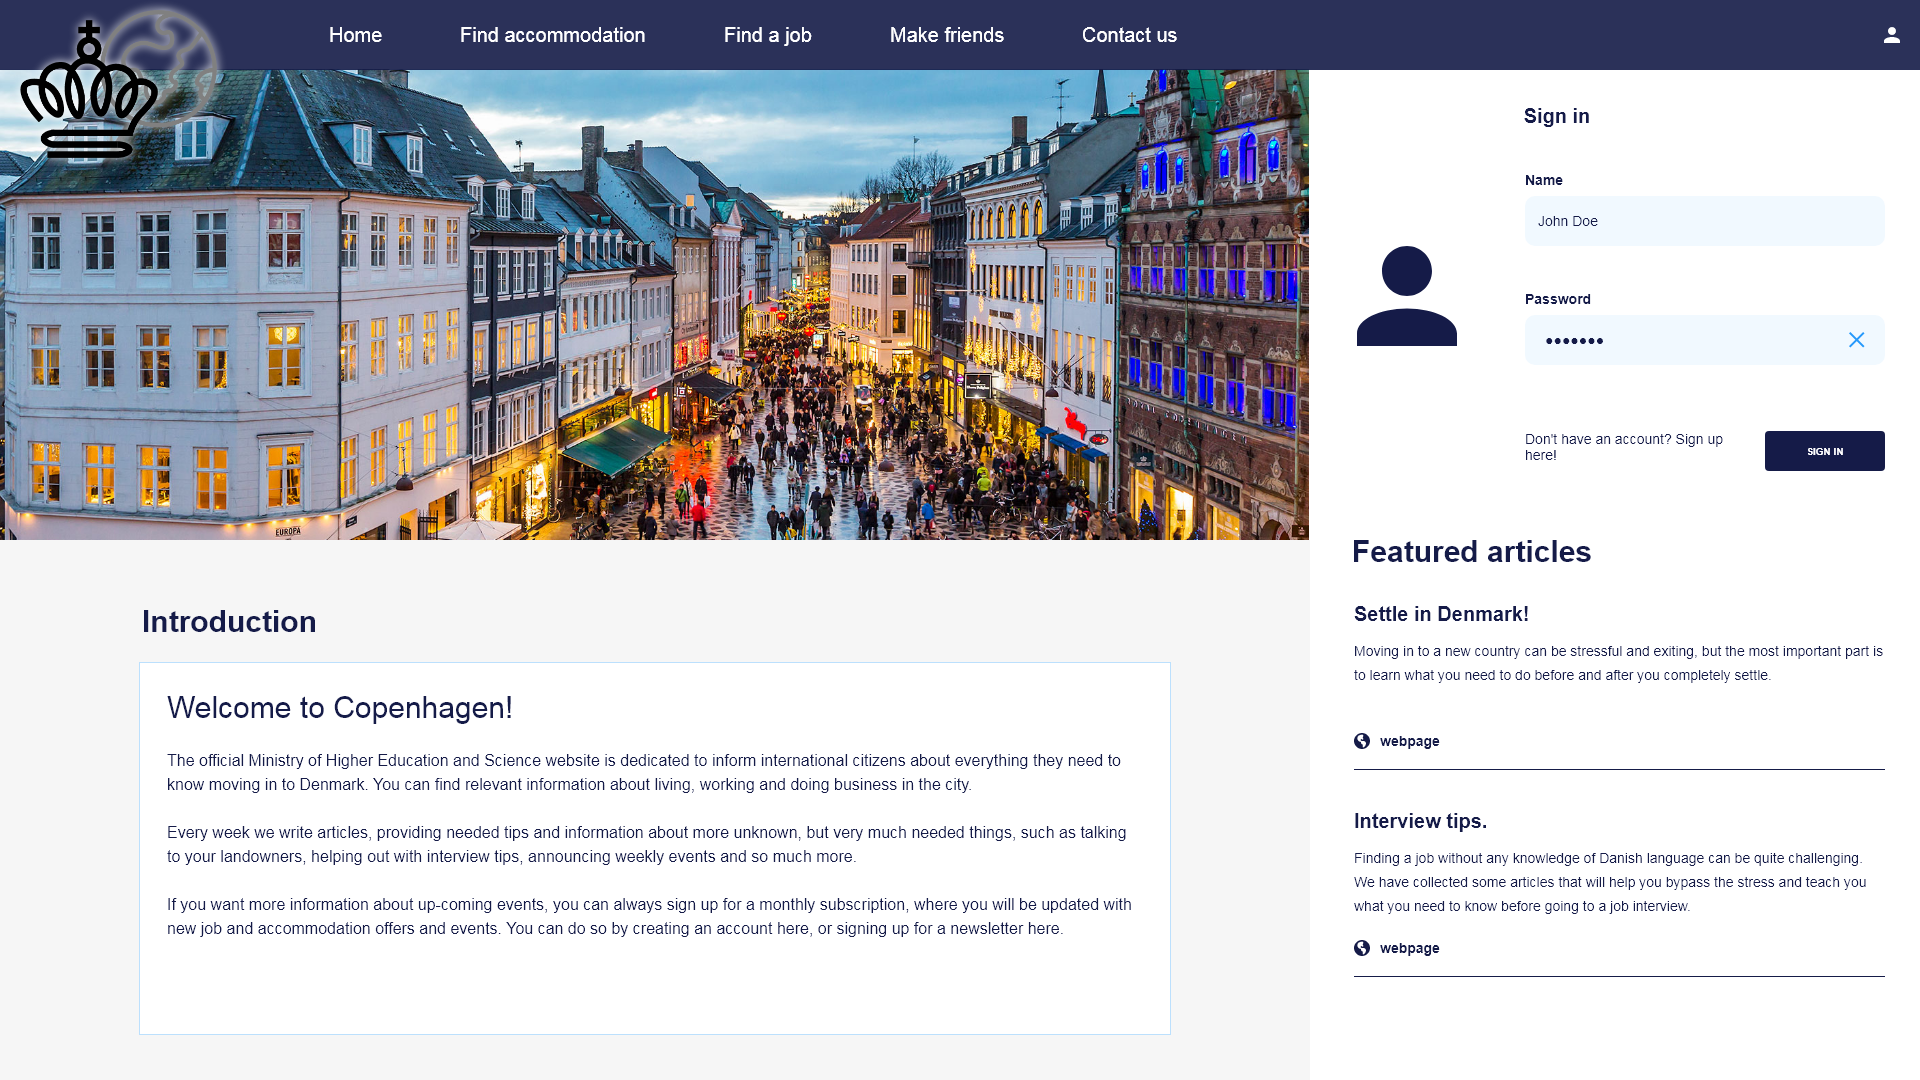 Home
Find accommodation
Find a job
Make friends
Contact us
EUROPA
Sign in
Name
John Doe
Password
•••••••
Don't have an account? Sign up
here!
SIGN IN
Featured articles
Settle in Denmark!
Moving in to a new country can be stressful and exiting, but the most important part is
to learn what you need to do before and after you completely settle.
webpage
Interview tips.
Finding a job without any knowledge of Danish language can be quite challenging.
We have collected some articles that will help you bypass the stress and teach you
what you need to know before going to a job interview.
webpage
Introduction
Welcome to Copenhagen!
The official Ministry of Higher Education and Science website is dedicated to inform international citizens about everything they need to
know moving in to Denmark. You can find relevant information about living, working and doing business in the city.
Every week we write articles, providing needed tips and information about more unknown, but very much needed things, such as talking
to your landowners, helping out with interview tips, announcing weekly events and so much more.
If you want more information about up-coming events, you can always sign up for a monthly subscription, where you will be updated with
new job and accommodation offers and events. You can do so by creating an account here, or signing up for a newsletter here.